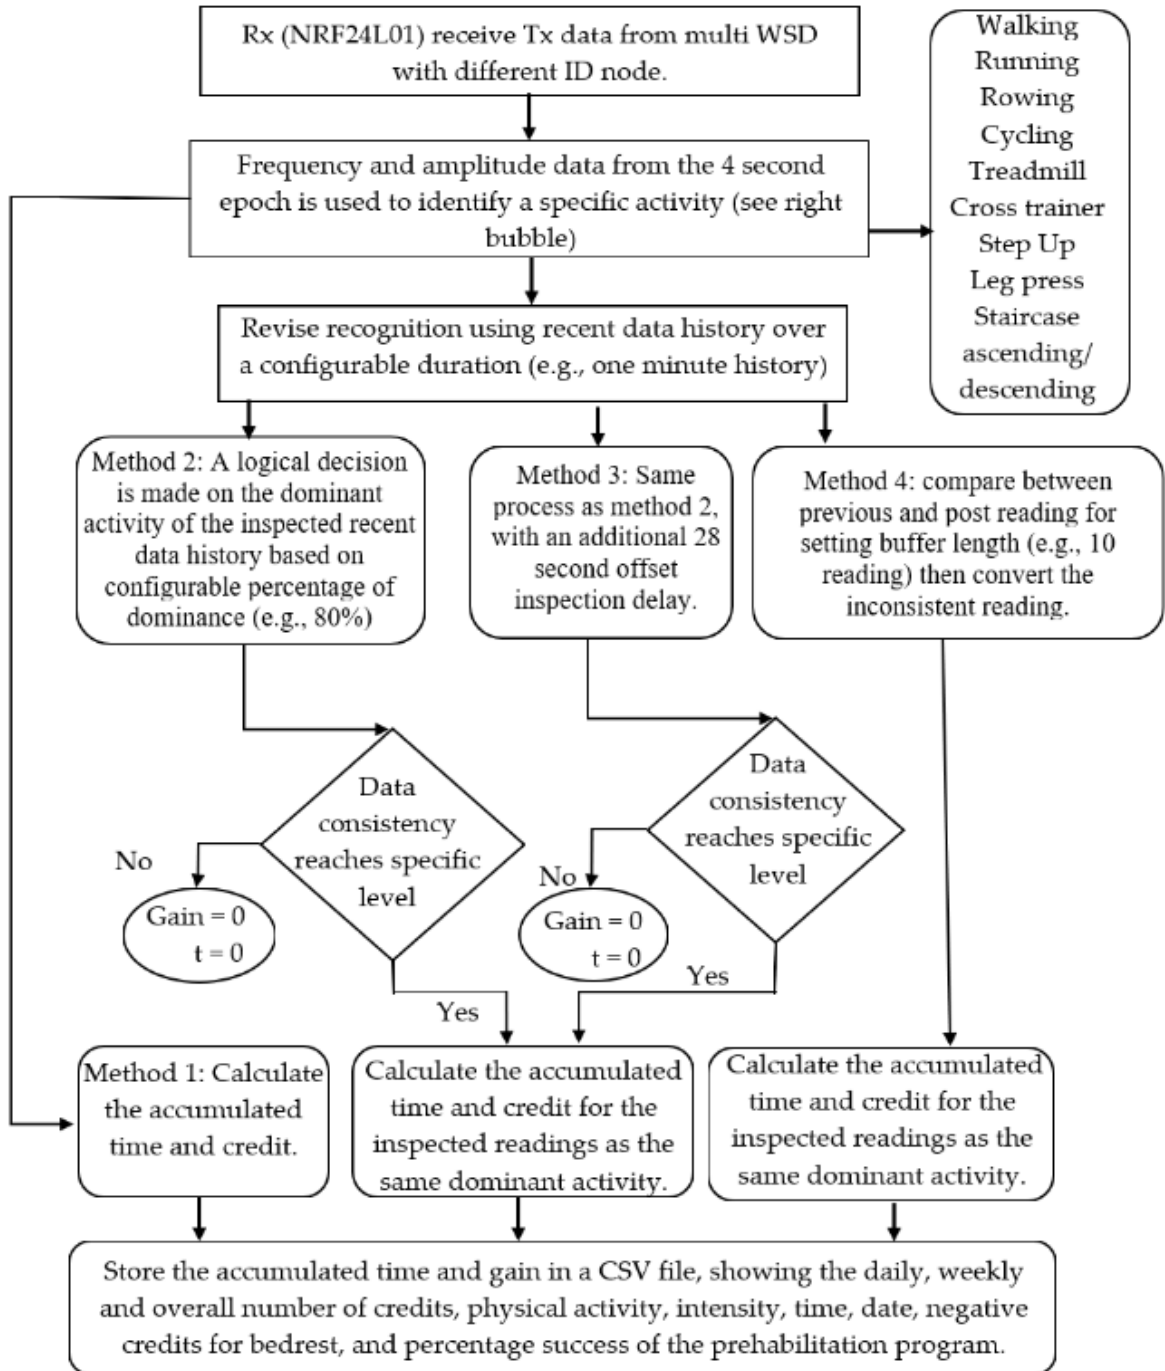 Rx (NRF24L01) receive Tx data from multi WSD
with different ID node.
Walking
Running
Rowing
Cycling
Treadmill
Cross trainer
Step Up
Leg press
Staircase
ascending/
descending
Frequency and amplitude data from the 4 second
epoch is used to identify a specific activity (see right
bubble)
Revise recognition using recent data history over
a configurable duration (e.g., one minute history)
Method 2: A logical decision
is made on the dominant
activity of the inspected recent
data history based on
configurable percentage of
dominance (e.g., 80%)
Method 3: Same
process as method 2,
with an additional 28
second offset
inspection delay.
Method 4: compare between
previous and post reading for
setting buffer length (e.g., 10
reading) then convert the
inconsistent reading.
Data
consistency
reaches specific
level
No
Gain = 0
t = 0
Yes
Data
consistency
reaches specific
level
No
Gain = 0
t = 0
Yes
Method 1: Calculate
the accumulated
time and credit.
Calculate the accumulated
time and credit for the
inspected readings as the
same dominant activity.
Calculate the accumulated
time and credit for the
inspected readings as the
same dominant activity.
Store the accumulated time and gain in a CSV file, showing the daily, weekly
and overall number of credits, physical activity, intensity, time, date, negative
credits for bedrest, and percentage success of the prehabilitation program.